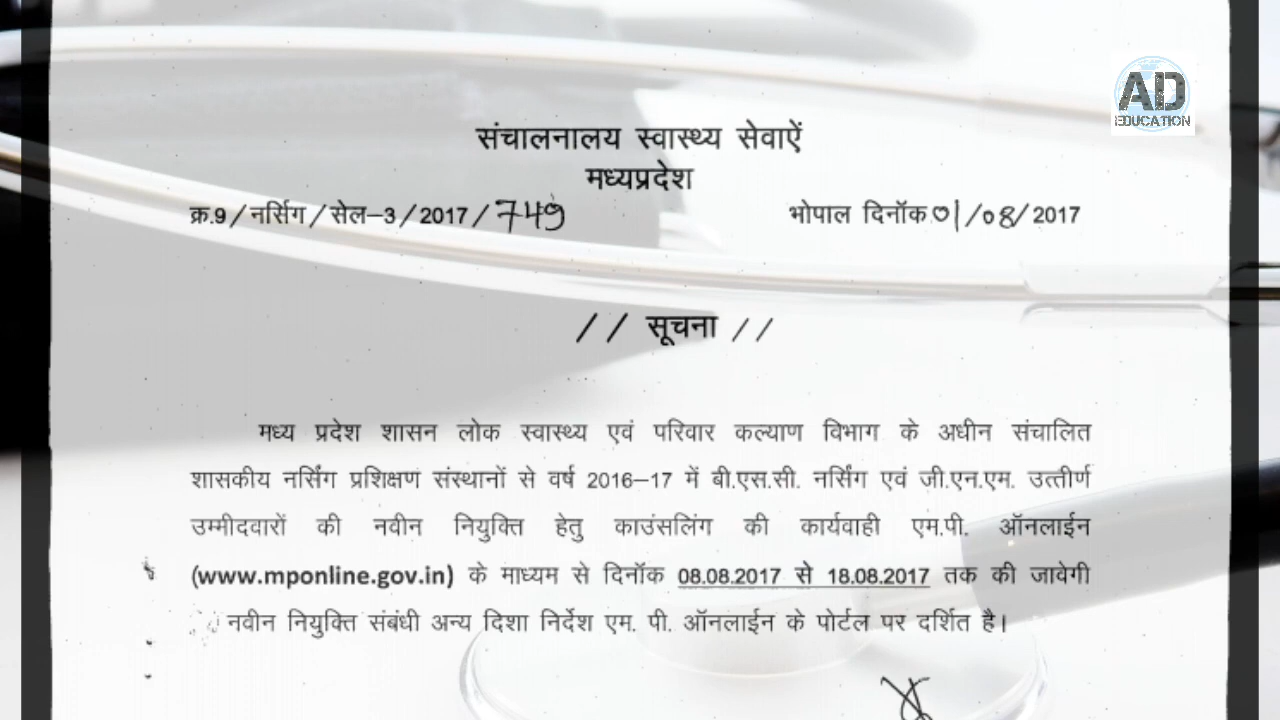 AD
EDUCATION
संचालनालय स्वास्थ्य सेवाऐं
मध्यप्रदेश
क्र.9/नर्सिग/सेल–3/2017/749 भोपाल दिनॉक 01/08/2017
// सूचना //
मध्य प्रदेश शासन लोक स्वास्थ्य एवं परिवार कल्याण विभाग के अधीन संचालित
शासकीय नर्सिंग प्रशिक्षण संस्थानों से वर्ष 2016–17 में बी.एस.सी. नर्सिंग एवं जी.एन.एम. उत्तीर्ण
उम्मीदवारों की नवीन नियुक्ति हेतु काउंसलिंग की कार्यवाही एम.पी. ऑनलाईन
(www.mponline.gov.in) के माध्यम से दिनॉक 08.08.2017 से 18.08.2017 तक की जावेगी
नवीन नियुक्ति संबंधी अन्य दिशा निर्देश एम. पी. ऑनलाईन के पोर्टल पर दर्शित है।